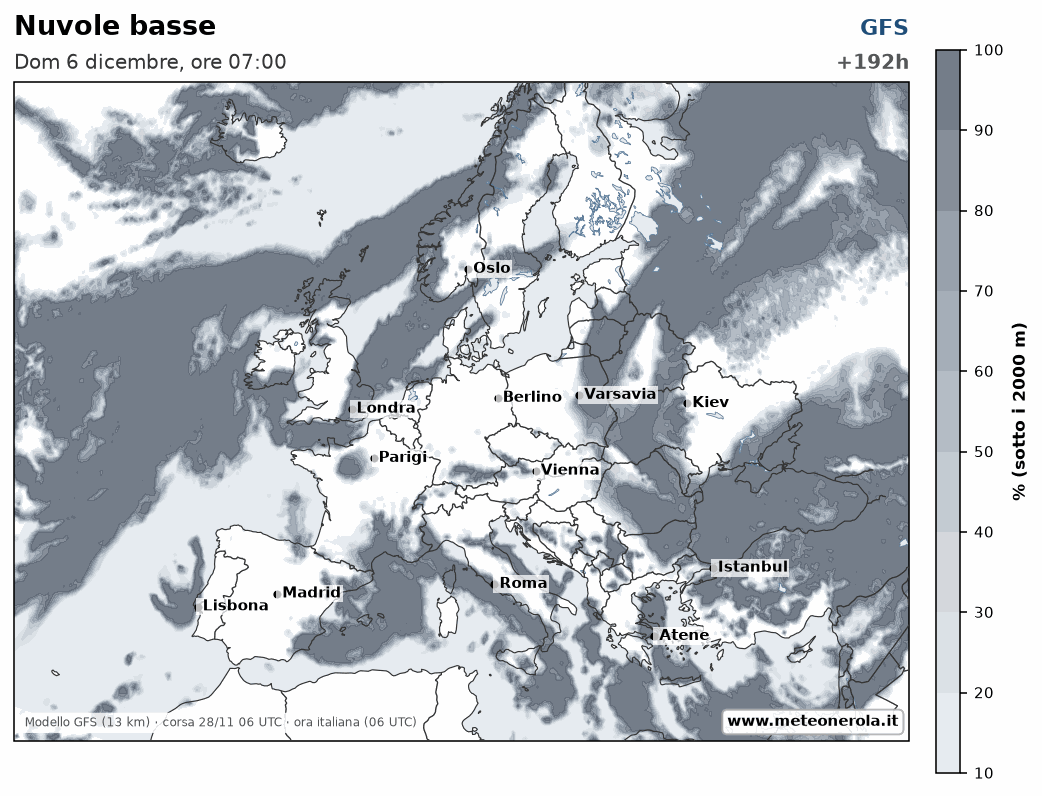 Nuvole basse
GFS
Dom 6 dicembre, ore 07:00
+192h
100
90
80
70
60
50
40
30
20
10
% (sotto i 2000 m)
Oslo
Londra
Berlino
Varsavia
Kiev
Parigi
Vienna
Istanbul
Roma
Madrid
Lisbona
Atene
Modello GFS (13 km) · corsa 28/11 06 UTC · ora italiana (06 UTC)
www.meteonerola.it